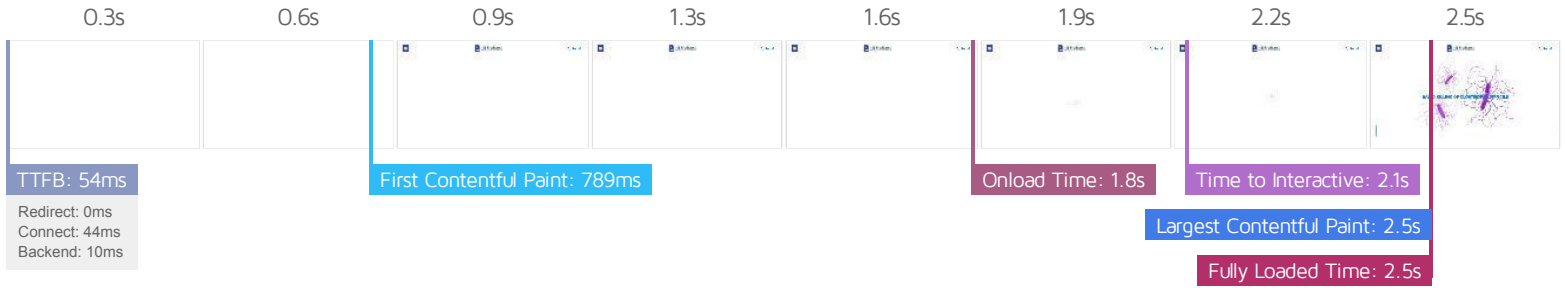 0.3s
0.6s
0.9s
1.3s
1.6s
1.9s
2.2s
2.5s
TTFB: 54ms
First Contentful Paint: 789ms
Onload Time: 1.8s
Time to Interactive: 2.1s
Redirect: 0ms
Connect: 44ms
Backend: 10ms
Largest Contentful Paint: 2.5s
Fully Loaded Time: 2.5s